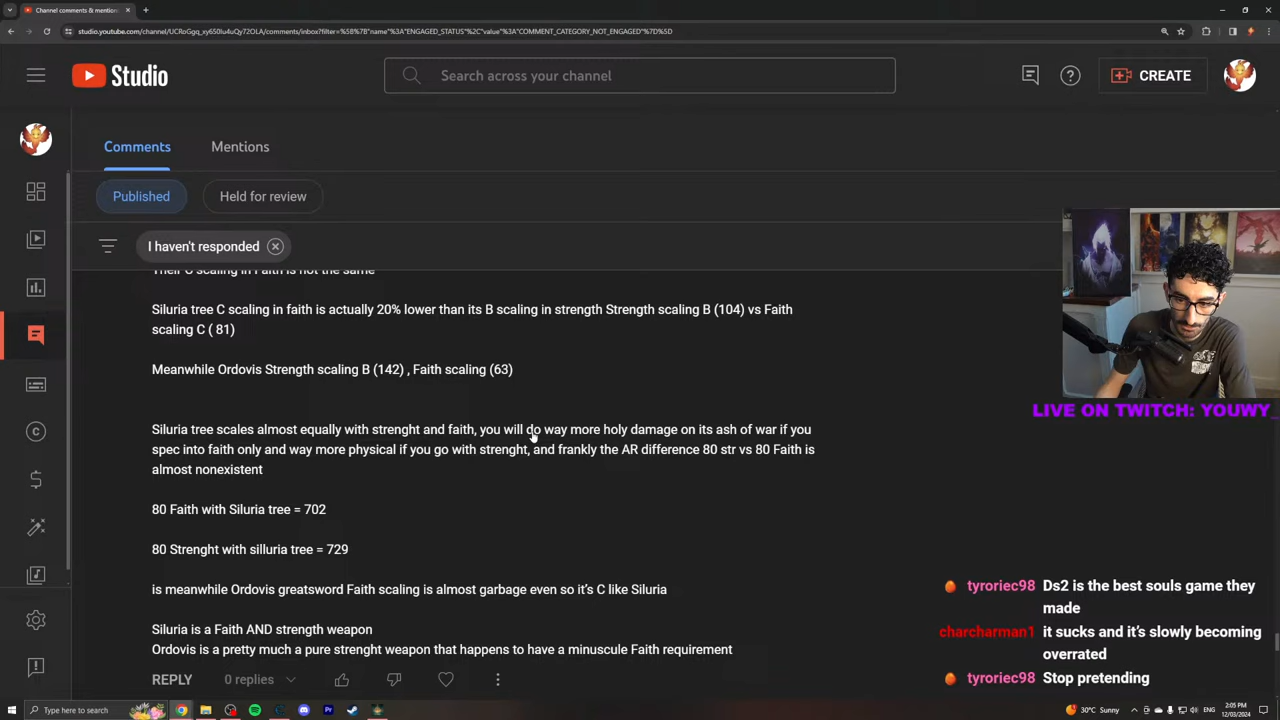 Channel comments & mentions
studio.youtube.com/channel/UCRoGgq_xy650lu4uQy72OLA/comments/inbox?filter=%5B%7B"name"%3A"ENGAGED_STATUS"%2C"value"%3A"COMMENT_CATEGORY_NOT_ENGAGED"%7D%5D
Studio
Search across your channel
CREATE
Comments
Mentions
Published
Held for review
I haven't responded
Their C scaling in Faith is not the same
Siluria tree C scaling in faith is actually 20% lower than its B scaling in strength Strength scaling B (104) vs Faith
scaling C ( 81)
Meanwhile Ordovis Strength scaling B (142) , Faith scaling (63)
Siluria tree scales almost equally with strenght and faith, you will do way more holy damage on its ash of war if you
spec into faith only and way more physical if you go with strenght, and frankly the AR difference 80 str vs 80 Faith is
almost nonexistent
80 Faith with Siluria tree = 702
80 Strenght with silluria tree = 729
is meanwhile Ordovis greatsword Faith scaling is almost garbage even so it's C like Siluria
Siluria is a Faith AND strength weapon
Ordovis is a pretty much a pure strenght weapon that happens to have a minuscule Faith requirement
REPLY
0 replies
LIVE ON TWITCH: YOUWY_
tyroriec98 Ds2 is the best souls game they
made
charcharman1 it sucks and it's slowly becoming
overrated
tyroriec98 Stop pretending
Type here to search
30°C Sunny
ENG
2:05 PM
12/03/2024